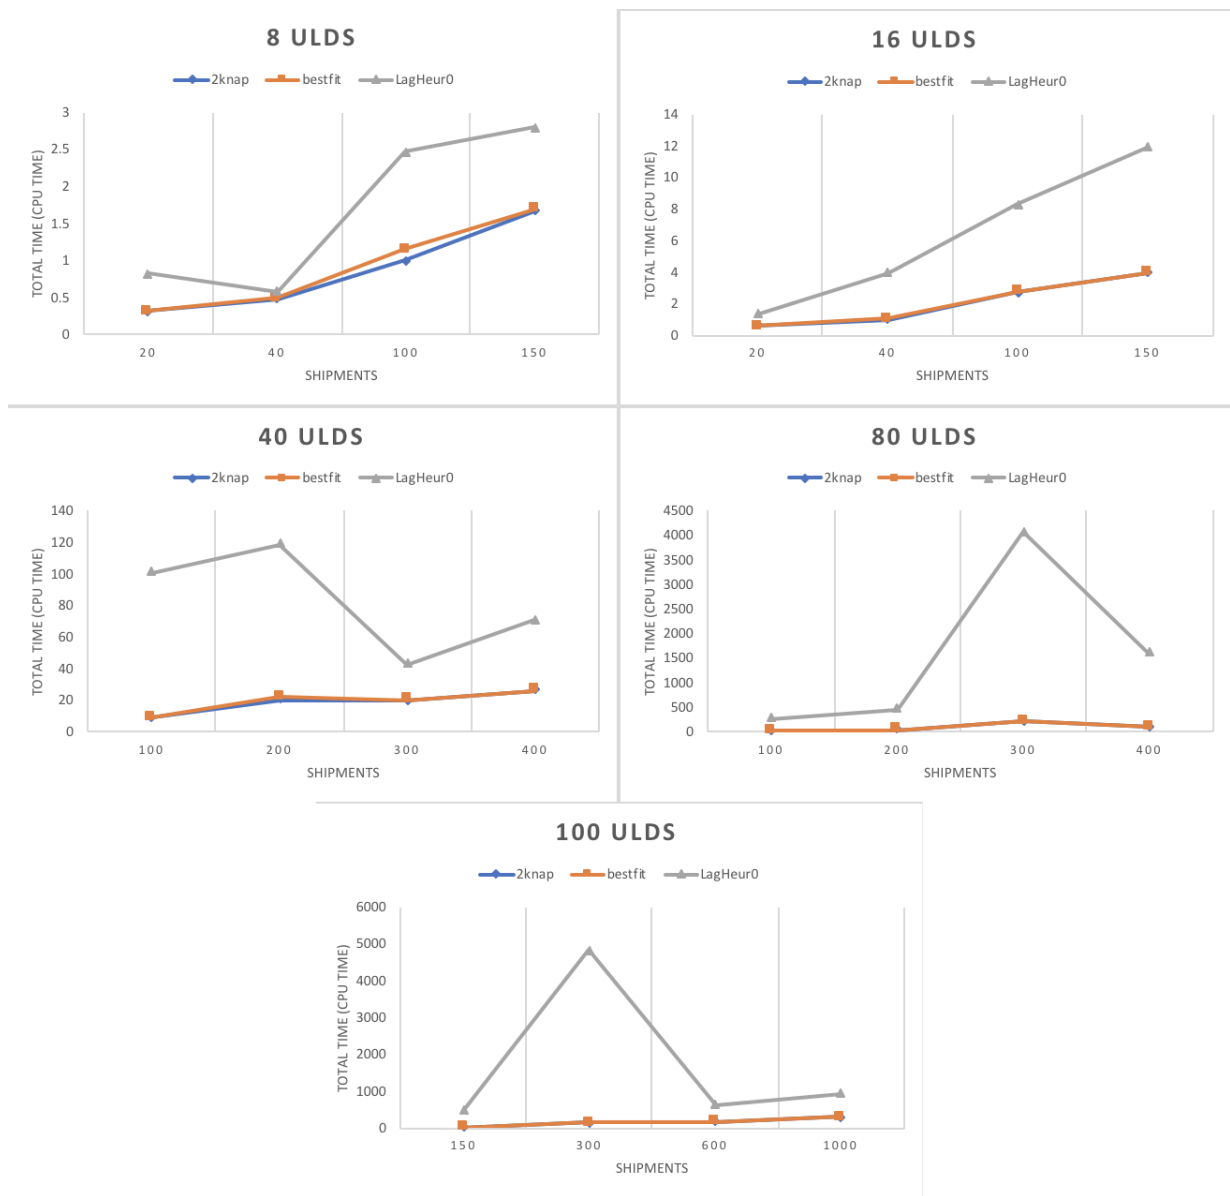 8 ULDS
2knap bestfit LagHeur0
TOTAL TIME (CPU TIME)
3
2.5
2
1.5
1
0.5
0
20 40 100 150
SHIPMENTS
16 ULDS
2knap bestfit LagHeur0
TOTAL TIME (CPU TIME)
14
12
10
8
6
4
2
0
20 40 100 150
SHIPMENTS
40 ULDS
2knap bestfit LagHeur0
TOTAL TIME (CPU TIME)
140
120
100
80
60
40
20
0
100 200 300 400
SHIPMENTS
80 ULDS
2knap bestfit LagHeur0
TOTAL TIME (CPU TIME)
4500
4000
3500
3000
2500
2000
1500
1000
500
0
100 200 300 400
SHIPMENTS
100 ULDS
2knap bestfit LagHeur0
TOTAL TIME (CPU TIME)
6000
5000
4000
3000
2000
1000
0
150 300 600 1000
SHIPMENTS